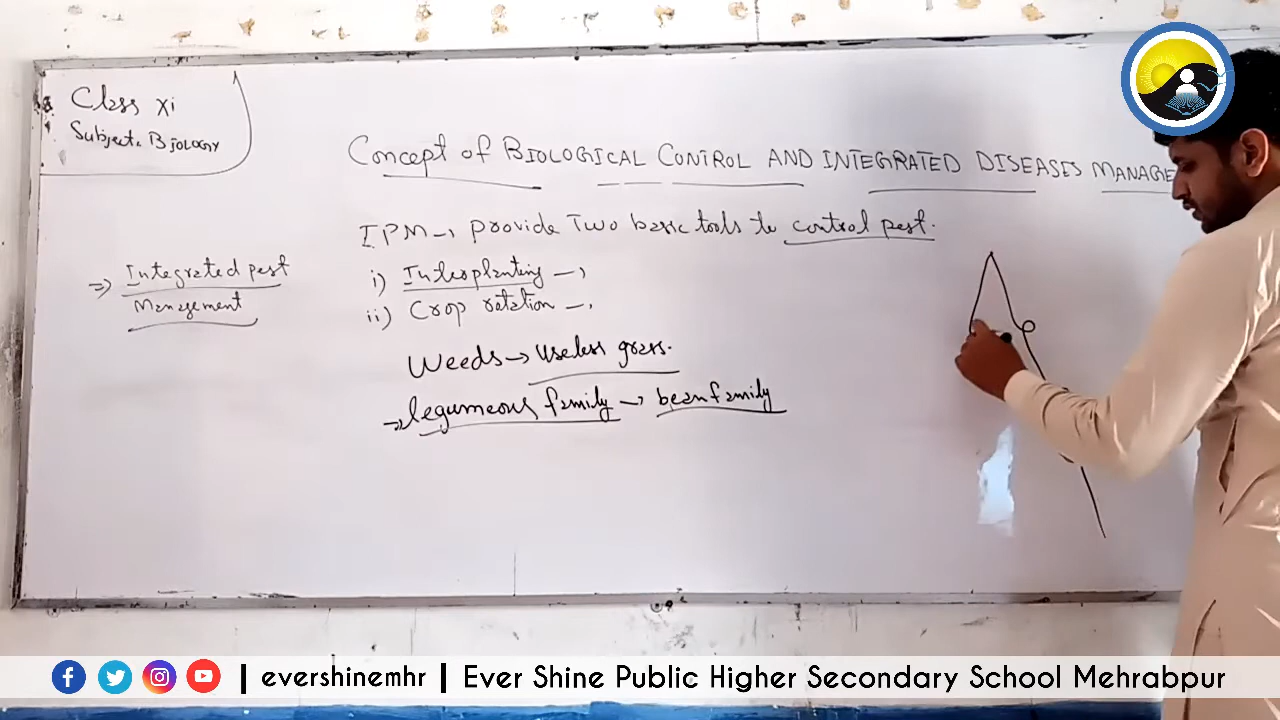 Class XI
Subject: BIOLOGY
Concept of BIOLOGICAL CONTROL AND INTEGRATED DISEASES MANAGE
IPM → provide Two basic tools to control pest.
⇒ Integrated pest
Management
i) Interplanting →
ii) Crop rotation →
Weeds → useless grass.
→ legumeous family → bean family
| evershinemhr | Ever Shine Public Higher Secondary School Mehrabpur